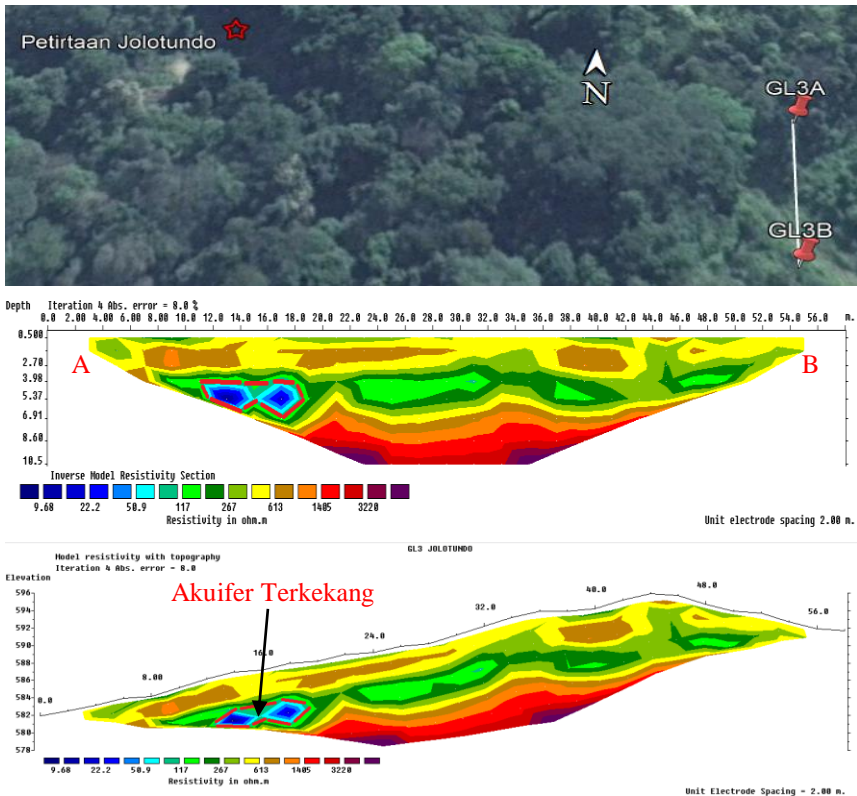 Petirtaan Jolotundo
N
GL3A
GL3B
Depth Iteration 4 Abs. error = 8.0 %
0.0 2.0 4.0 6.0 8.0 10.0 12.0 14.0 16.0 18.0 20.0 22.0 24.0 26.0 28.0 30.0 32.0 34.0 36.0 38.0 40.0 42.0 44.0 46.0 48.0 50.0 52.0 54.0 56.0 m.
0.500
2.70
3.98
5.37
6.91
8.60
10.5
A
B
Inverse Model Resistivity Section
9.68 22.2 50.9 117 267 613 1405 3220
Resistivity in ohm.m
Unit electrode spacing 2.00 m.
GL3 JOLOTUNDO
Model resistivity with topography
Iteration 4 Abs. error = 8.0
Elevation
596
594
592
590
588
586
584
582
580
578
Akuifer Terkekang
0.0
8.00
16.0
24.0
32.0
40.0
48.0
56.0
9.68 22.2 50.9 117 267 613 1405 3220
Resistivity in ohm.m
Unit Electrode Spacing = 2.00 m.